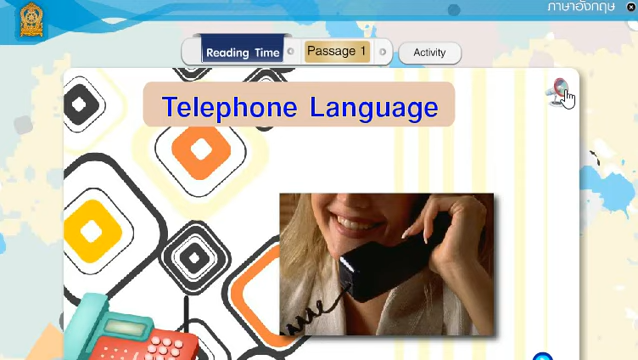 ภาษาอังกฤษ
Reading Time
Passage 1
Activity
Telephone Language